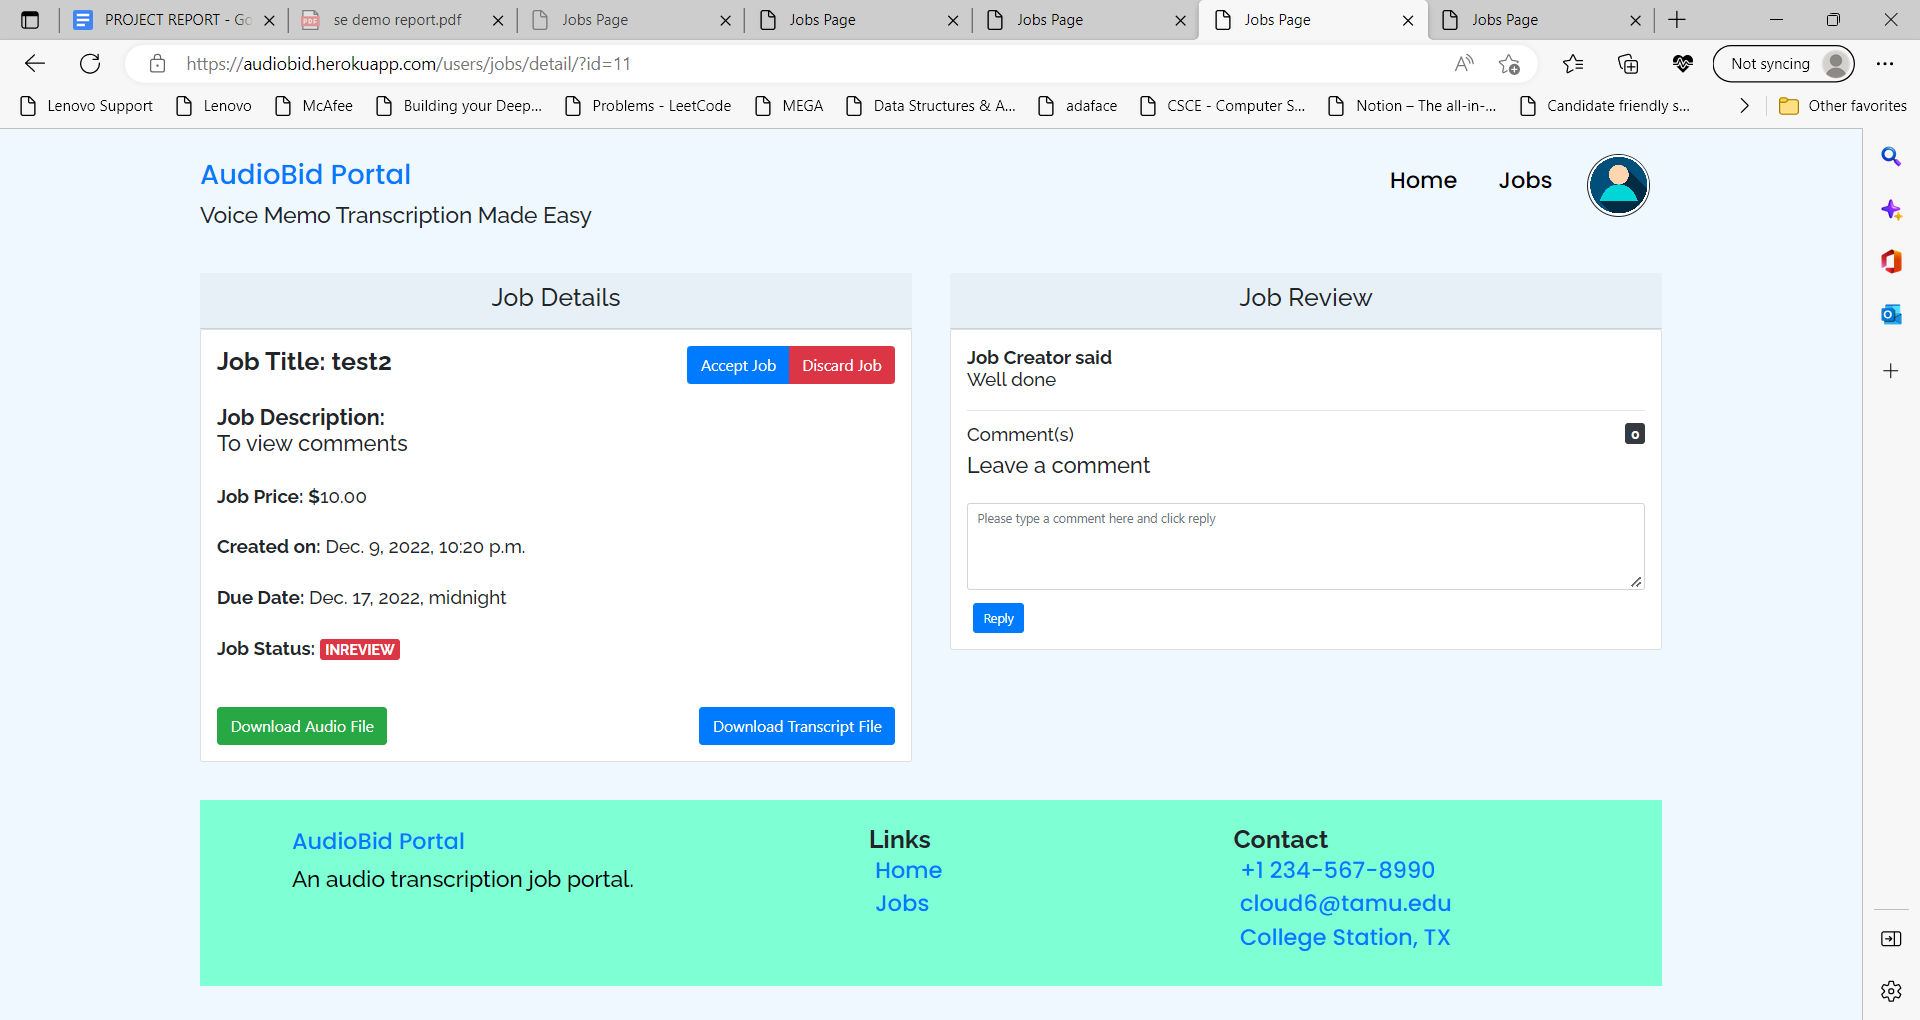 PROJECT REPORT - Go
se demo report.pdf
Jobs Page
Jobs Page
Jobs Page
Jobs Page
Jobs Page
https://audiobid.herokuapp.com/users/jobs/detail/?id=11
Not syncing
Lenovo Support
Lenovo
McAfee
Building your Deep...
Problems - LeetCode
MEGA
Data Structures & A...
adaface
CSCE - Computer S...
Notion – The all-in-...
Candidate friendly s...
Other favorites
AudioBid Portal
Voice Memo Transcription Made Easy
Home
Jobs
Job Details
Job Title: test2
Accept Job
Discard Job
Job Description:
To view comments
Job Price: $10.00
Created on: Dec. 9, 2022, 10:20 p.m.
Due Date: Dec. 17, 2022, midnight
Job Status: INREVIEW
Download Audio File
Download Transcript File
Job Review
Job Creator said
Well done
Comment(s)
0
Leave a comment
Please type a comment here and click reply
Reply
AudioBid Portal
An audio transcription job portal.
Links
Home
Jobs
Contact
+1 234-567-8990
cloud6@tamu.edu
College Station, TX